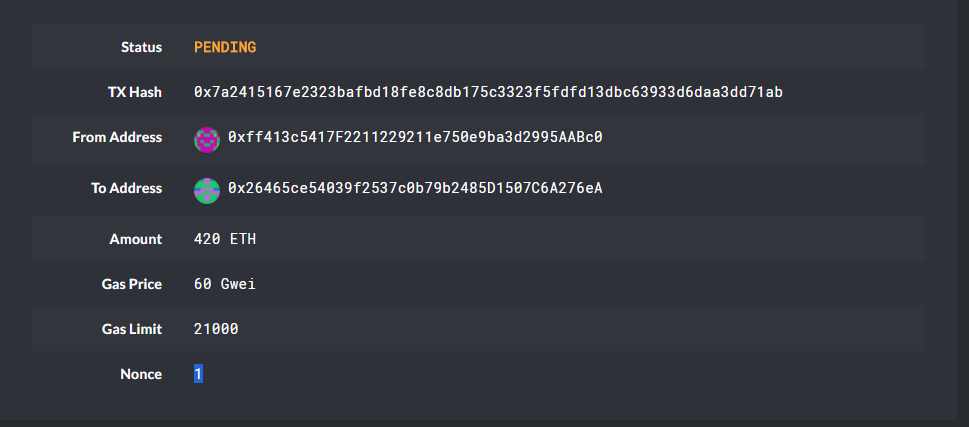 Status PENDING
TX Hash 0x7a2415167e2323bafbd18fe8c8db175c3323f5fdfd13dbc63933d6daa3dd71ab
From Address 0xff413c5417F2211229211e750e9ba3d2995AABc0
To Address 0x26465ce54039f2537c0b79b2485D1507C6A276eA
Amount 420 ETH
Gas Price 60 Gwei
Gas Limit 21000
Nonce 1